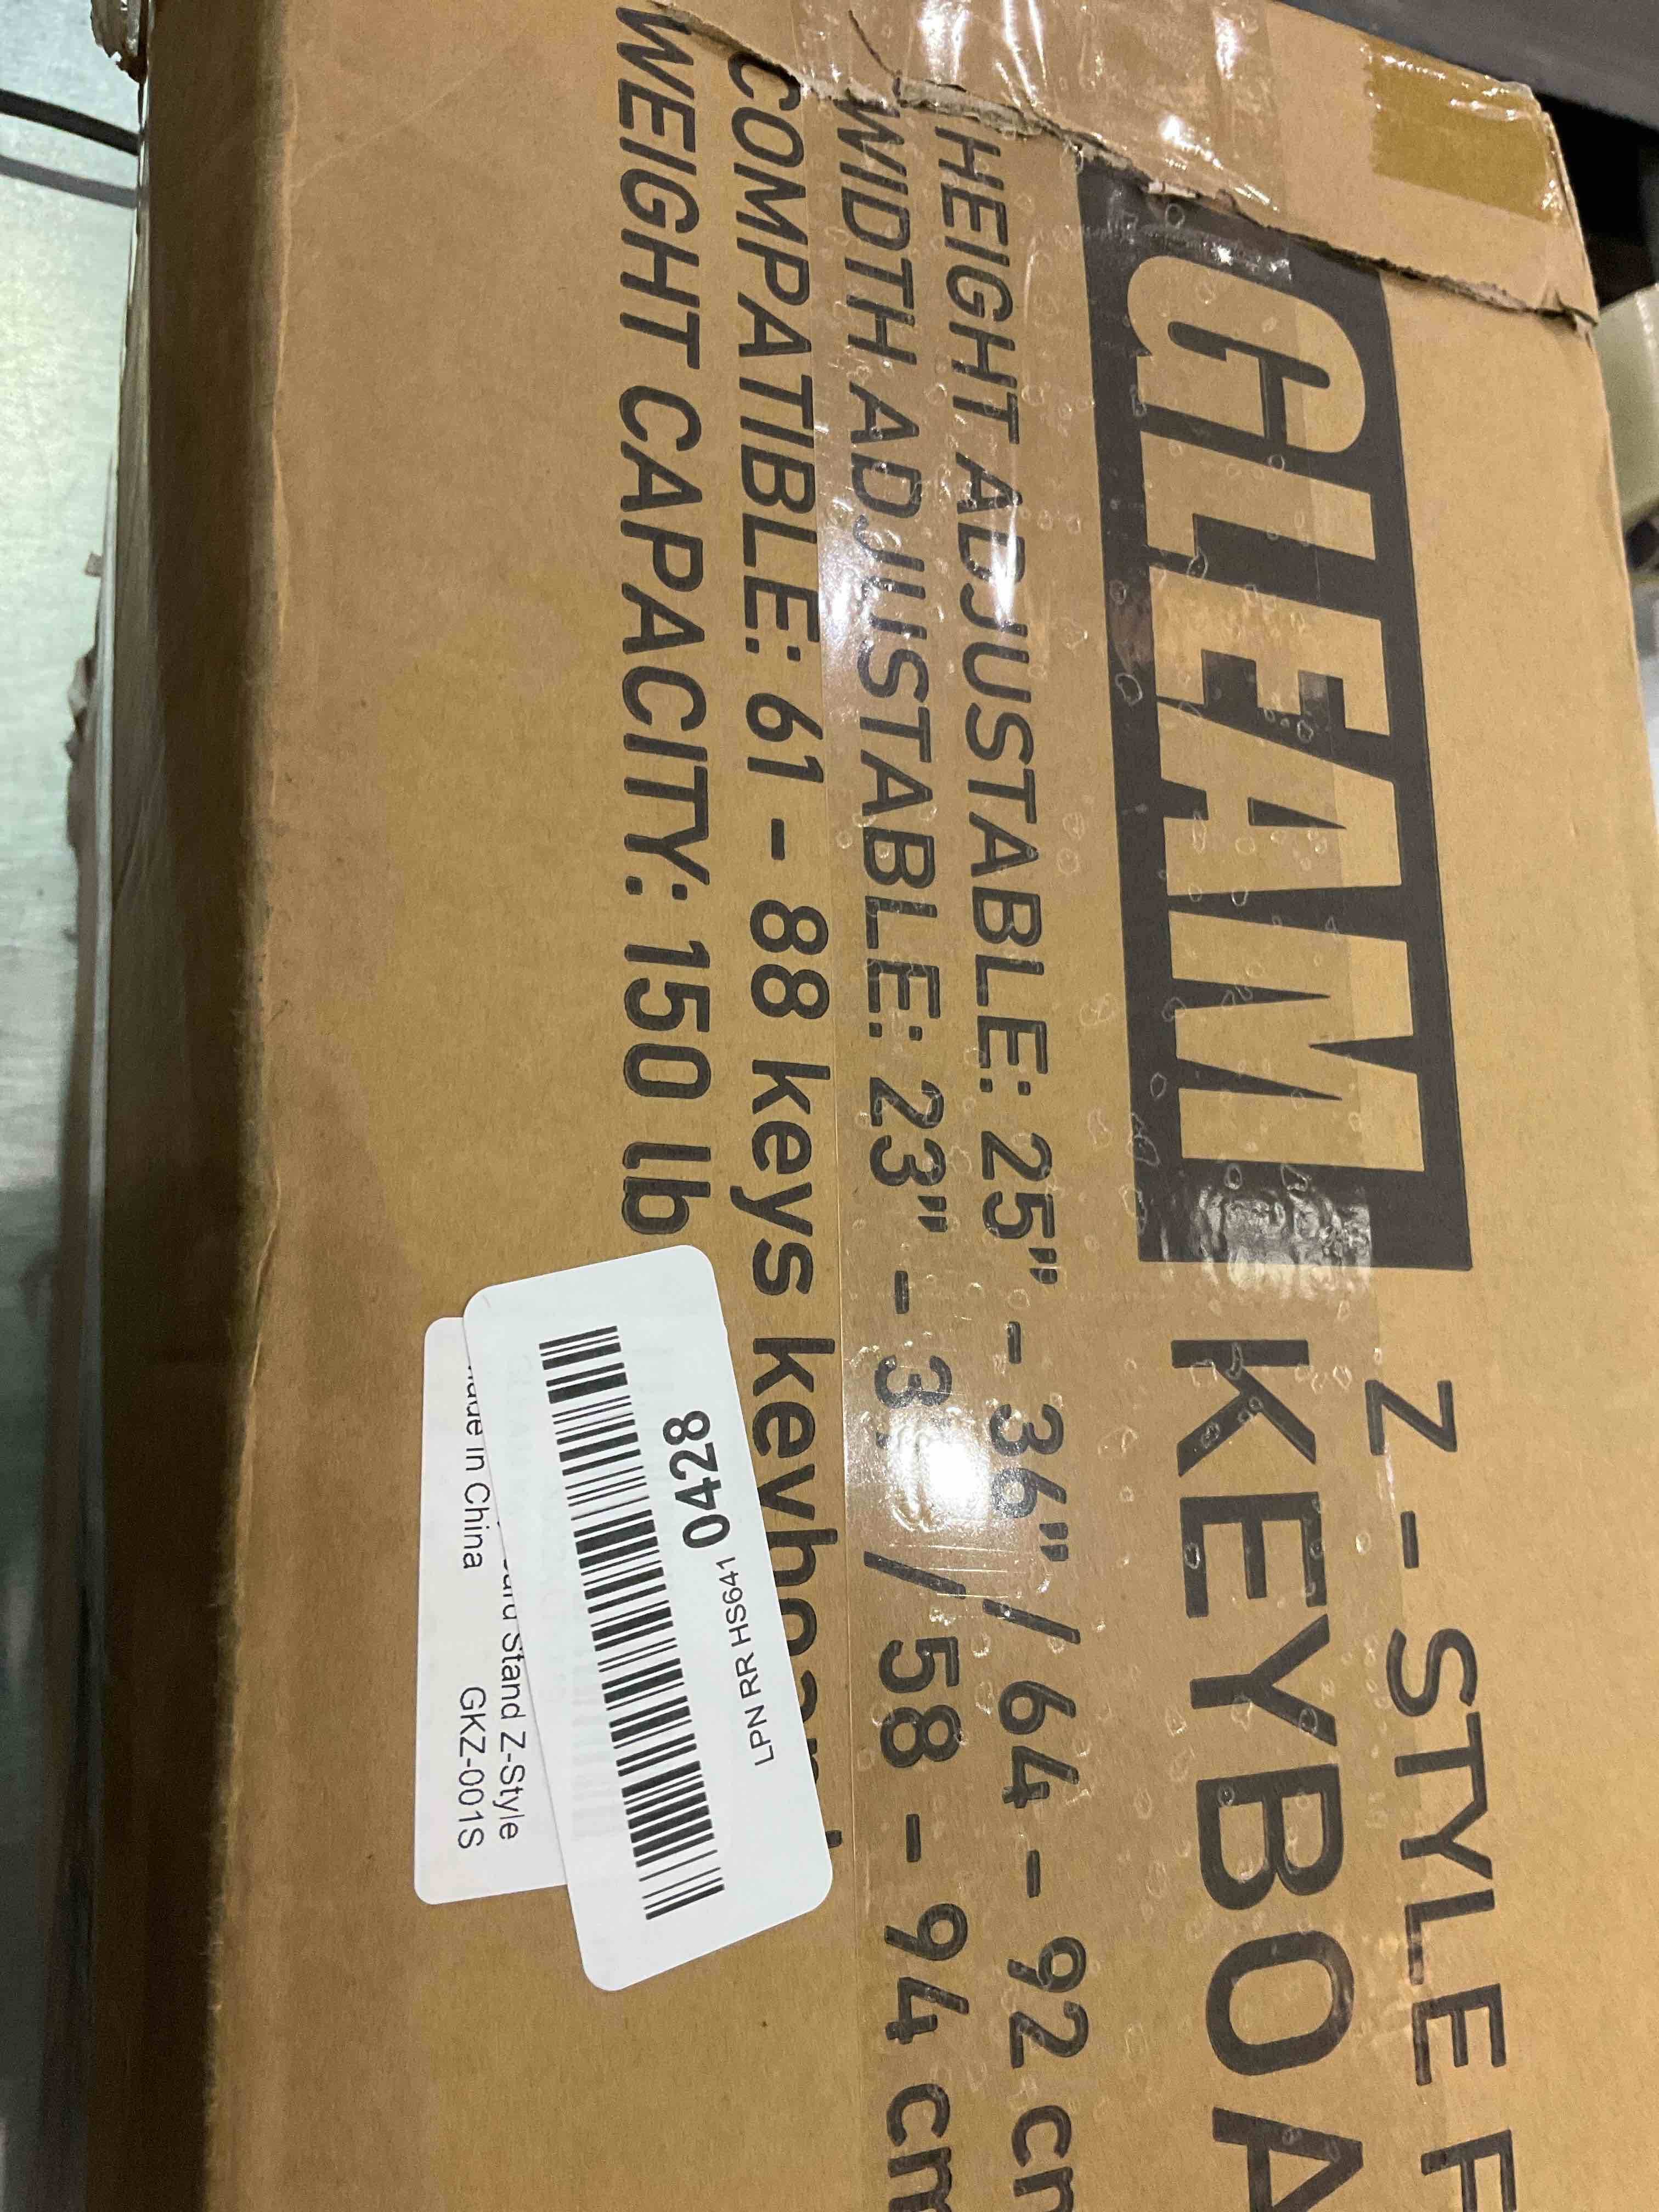 GLEAM
Z-STYLE
KEYBOA
HEIGHT ADJUSTABLE: 25" - 36" / 64 - 92 cm
WIDTH ADJUSTABLE: 23" - 3 / 58 - 94 cm
COMPATIBLE: 61 - 88 keys keyboard
WEIGHT CAPACITY: 150 lb
LPN RR HS641 0428
Stand Z-Style
Made in China GKZ-001S